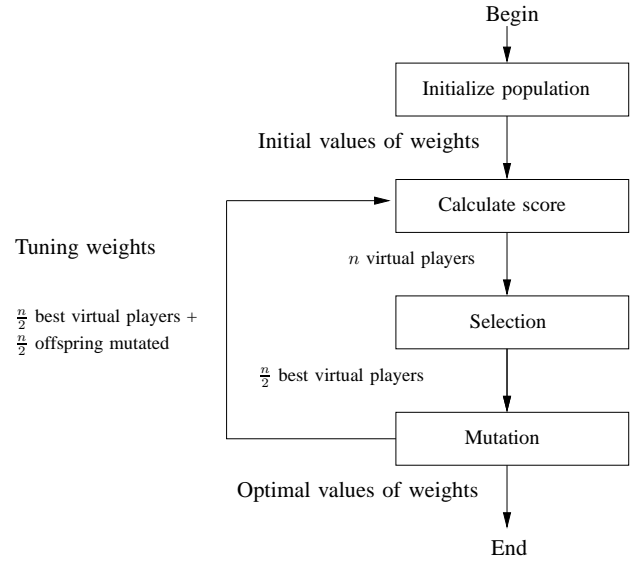 Begin
Initialize population
Initial values of weights
Calculate score
Tuning weights
n virtual players
n/2 best virtual players +
n/2 offspring mutated
Selection
n/2 best virtual players
Mutation
Optimal values of weights
End